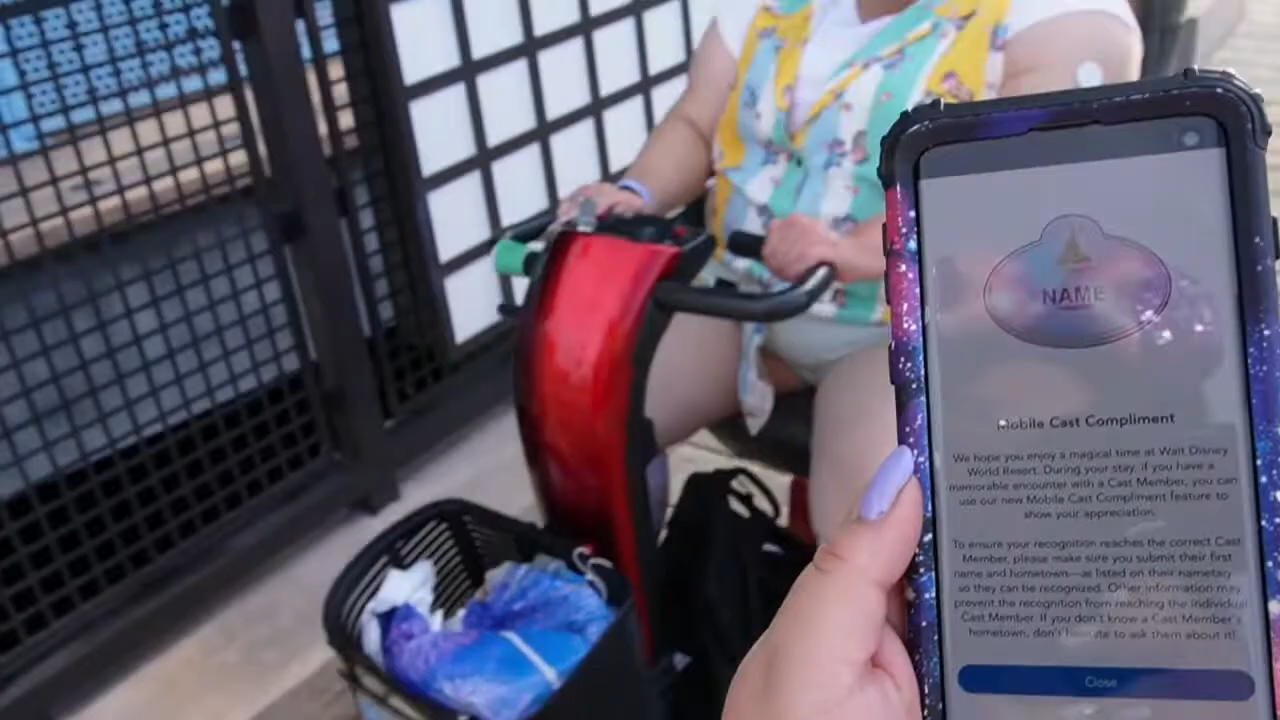 NAME
Mobile Cast Compliment
We hope you enjoy a magical time at Walt Disney
World Resort. During your stay, if you have a
memorable encounter with a Cast Member, you can
use our new Mobile Cast Compliment feature to
show your appreciation.
To ensure your recognition reaches the correct Cast
Member, please make sure you submit their first
name and hometown—as listed on their nametag
so they can be recognized. Other information may
prevent the recognition from reaching the individual
Cast Member. If you don't know a Cast Member's
hometown, don't hesitate to ask them about it!
Close